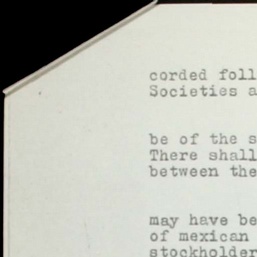 corded foll
Societies a
be of the s
There shall
between the
may have be
of mexican
stockholder